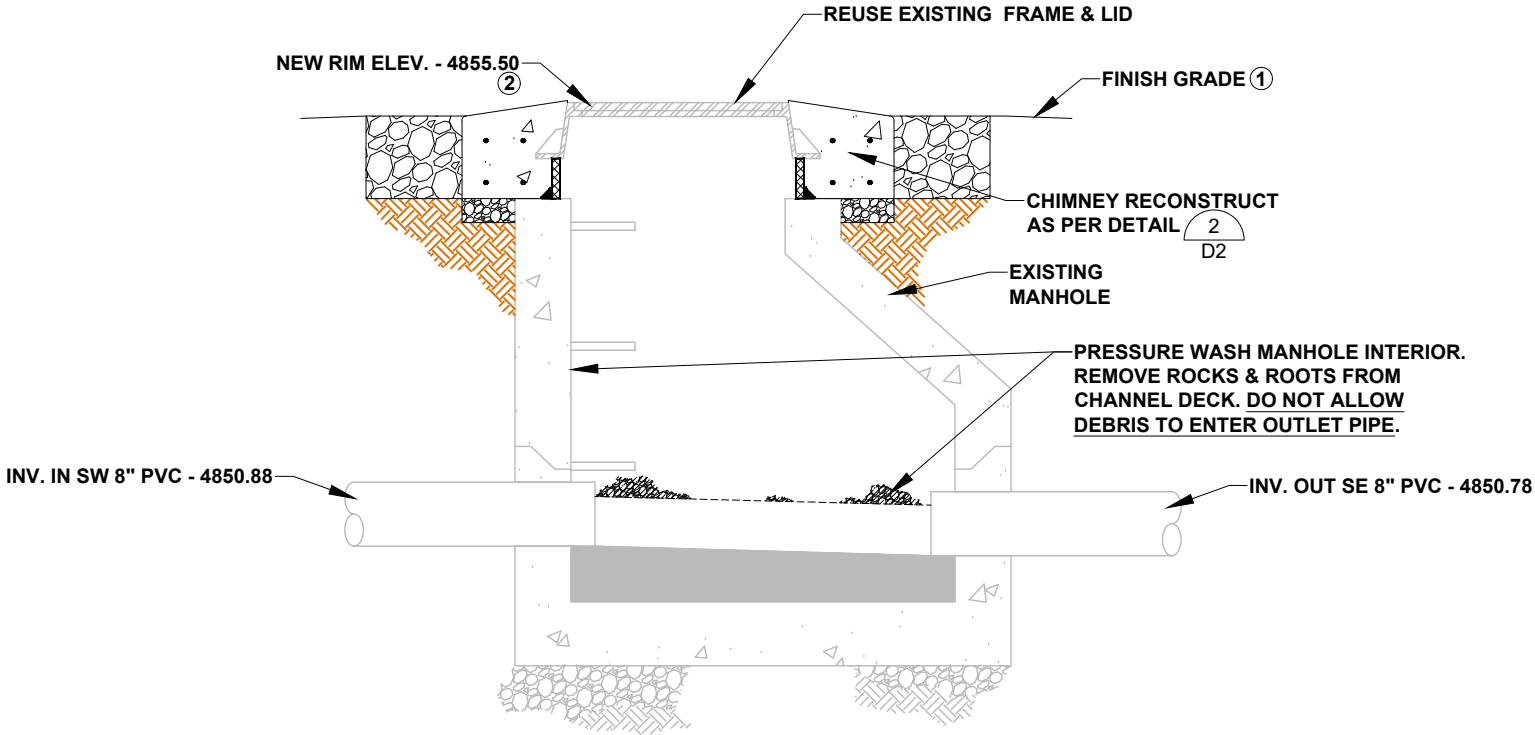 REUSE EXISTING FRAME & LID
NEW RIM ELEV. - 4855.50
2
FINISH GRADE 1
CHIMNEY RECONSTRUCT
AS PER DETAIL 2
D2
EXISTING
MANHOLE
PRESSURE WASH MANHOLE INTERIOR.
REMOVE ROCKS & ROOTS FROM
CHANNEL DECK. DO NOT ALLOW
DEBRIS TO ENTER OUTLET PIPE.
INV. IN SW 8" PVC - 4850.88
INV. OUT SE 8" PVC - 4850.78